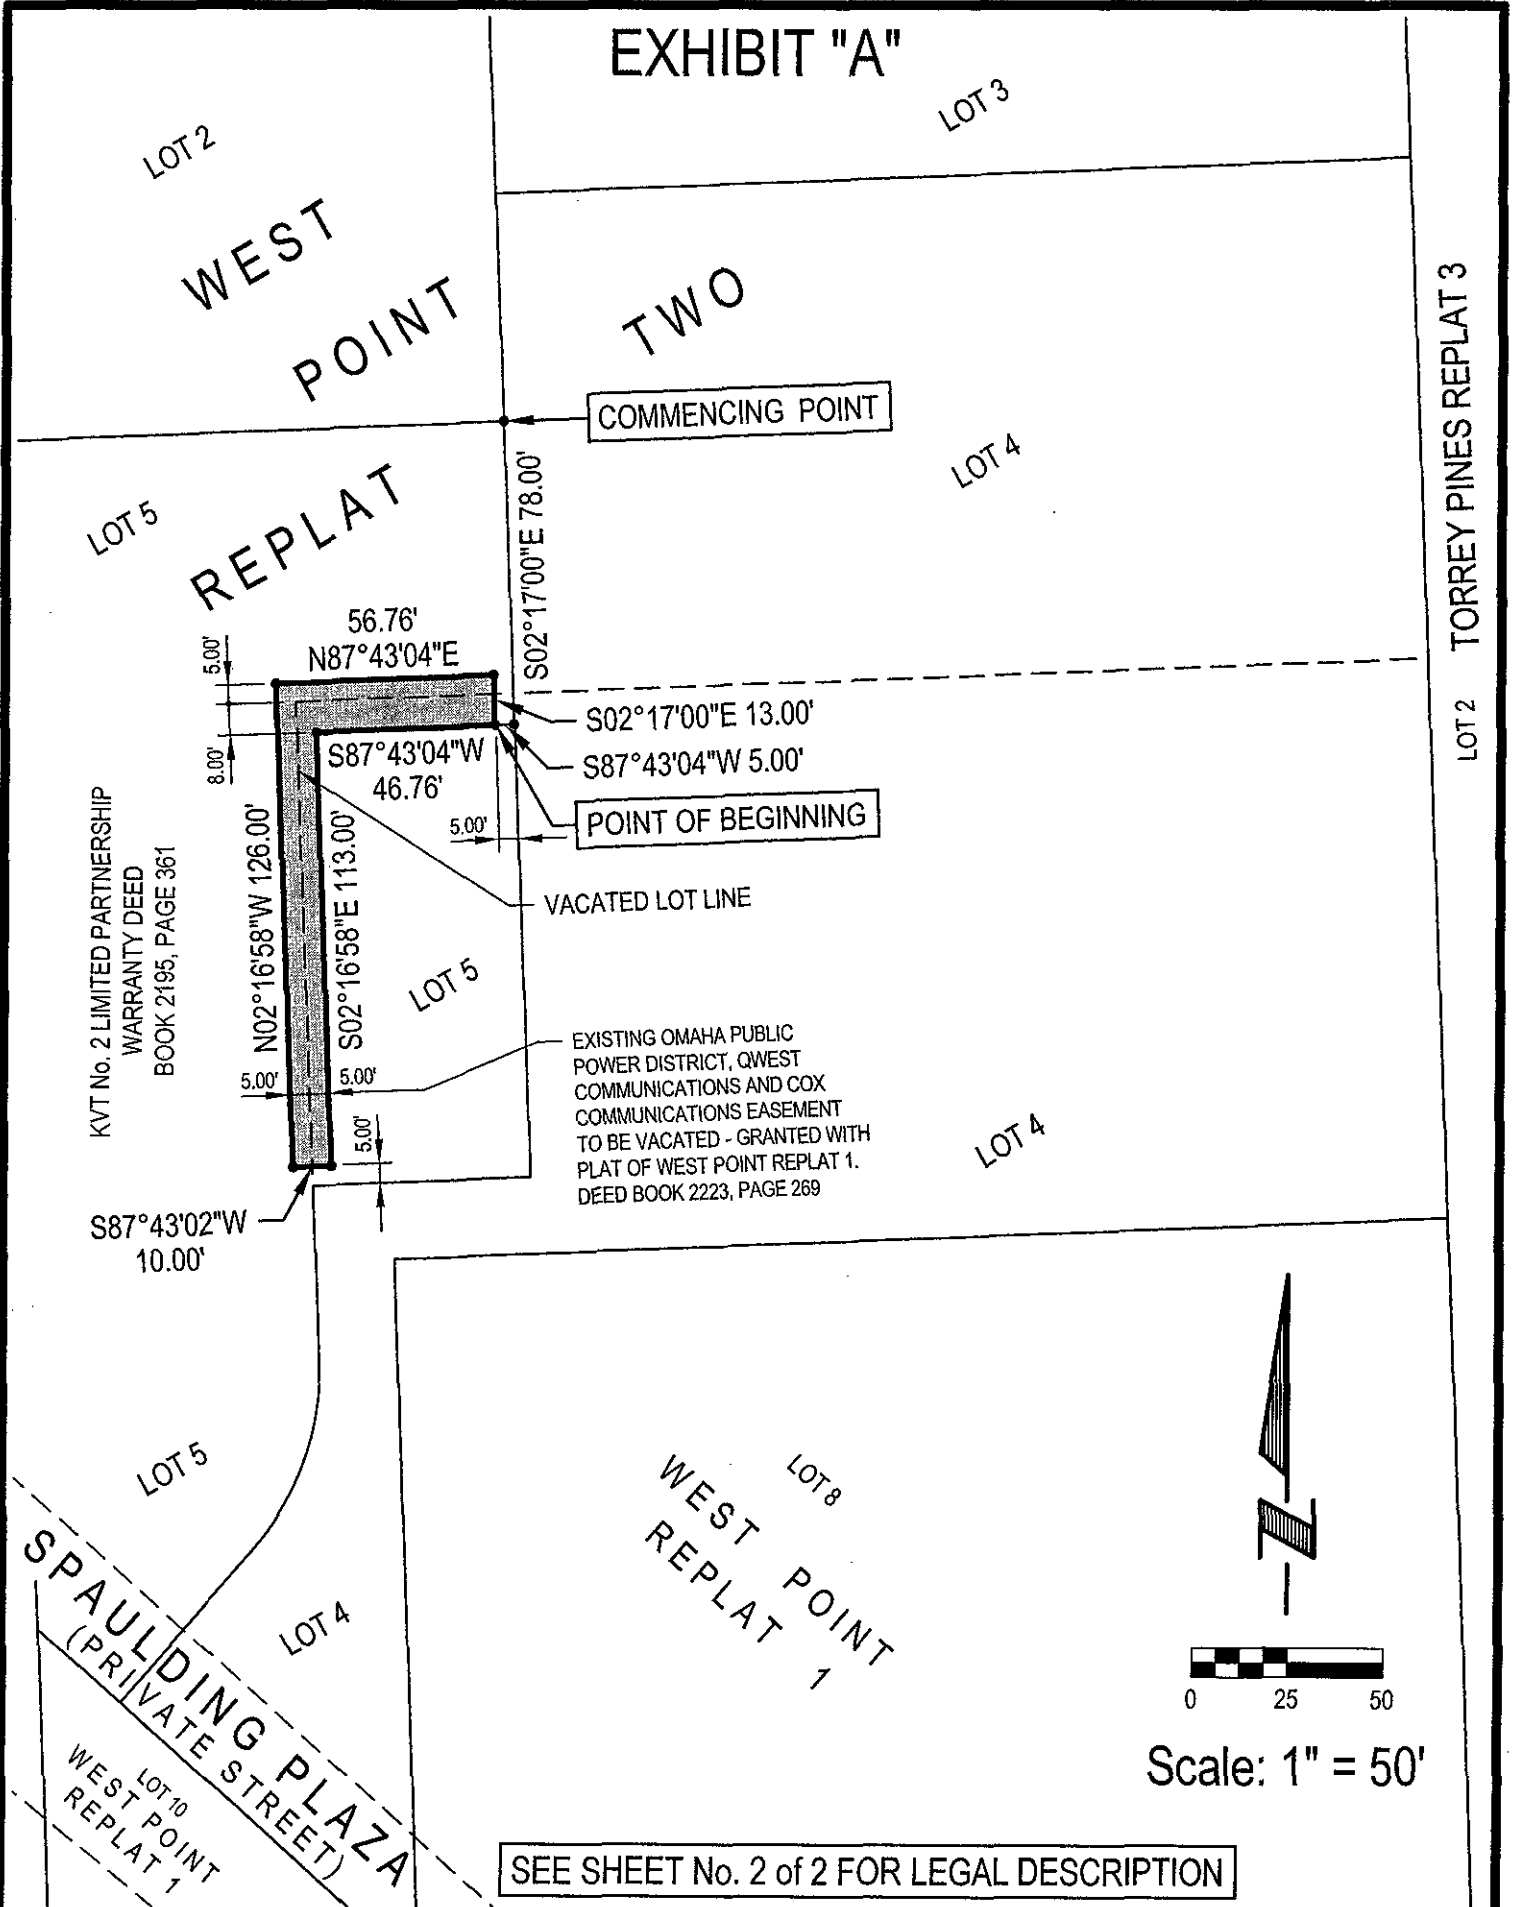 EXHIBIT "A"
LOT 3
LOT 2
WEST
POINT
TWO
COMMENCING POINT
LOT 4
LOT 5
REPLAT
S02°17'00"E 78.00'
TORREY PINES REPLAT 3
LOT 2
56.76'
N87°43'04"E
5.00'
8.00'
S02°17'00"E 13.00'
S87°43'04"W 5.00'
S87°43'04"W
46.76'
5.00'
POINT OF BEGINNING
VACATED LOT LINE
KVT No. 2 LIMITED PARTNERSHIP
WARRANTY DEED
BOOK 2195, PAGE 361
N02°16'58"W 126.00'
S02°16'58"E 113.00'
LOT 5
EXISTING OMAHA PUBLIC
POWER DISTRICT, QWEST
COMMUNICATIONS AND COX
COMMUNICATIONS EASEMENT
TO BE VACATED - GRANTED WITH
PLAT OF WEST POINT REPLAT 1.
DEED BOOK 2223, PAGE 269
5.00'
5.00'
5.00'
LOT 4
S87°43'02"W
10.00'
LOT 5
LOT 8
WEST POINT
REPLAT 1
LOT 4
SPAULDING PLAZA
(PRIVATE STREET)
LOT 10
WEST POINT
REPLAT 1
0 25 50
Scale: 1" = 50'
SEE SHEET No. 2 of 2 FOR LEGAL DESCRIPTION